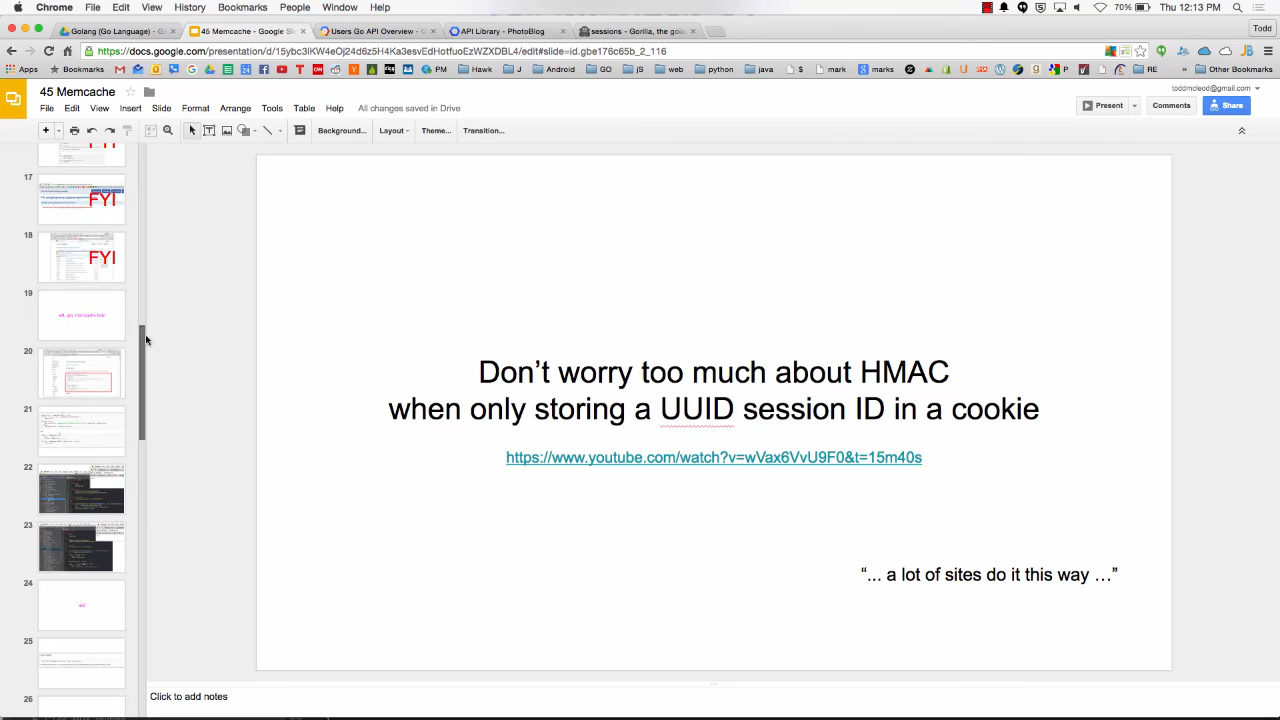 Chrome File Edit View History Bookmarks People Window Help 70% Thu 12:13 PM
Golang (Go Language) - Go 45 Memcache - Google Sli Users Go API Overview - G API Library - PhotoBlog sessions - Gorilla, the gola Todd
https://docs.google.com/presentation/d/15ybc3lKW4eOj24d6z5H4Ka3esvEdHotfuoEzWZXDBL4/edit#slide=id.gbe176c65b_2_116
Apps Bookmarks PM Hawk J Android GO jS web python java $ mark marks P RE » Other Bookmarks
45 Memcache
toddmcleod@gmail.com
File Edit View Insert Slide Format Arrange Tools Table Help All changes saved in Drive
Present Comments Share
Background... Layout Theme... Transition...
FYI
17
FYI
18
FYI
19
20
21
22
23
24
25
26
Don't worry too much about HMAC
when only storing a UUID session ID in a cookie
https://www.youtube.com/watch?v=wVax6VvU9F0&t=15m40s
“... a lot of sites do it this way …”
Click to add notes